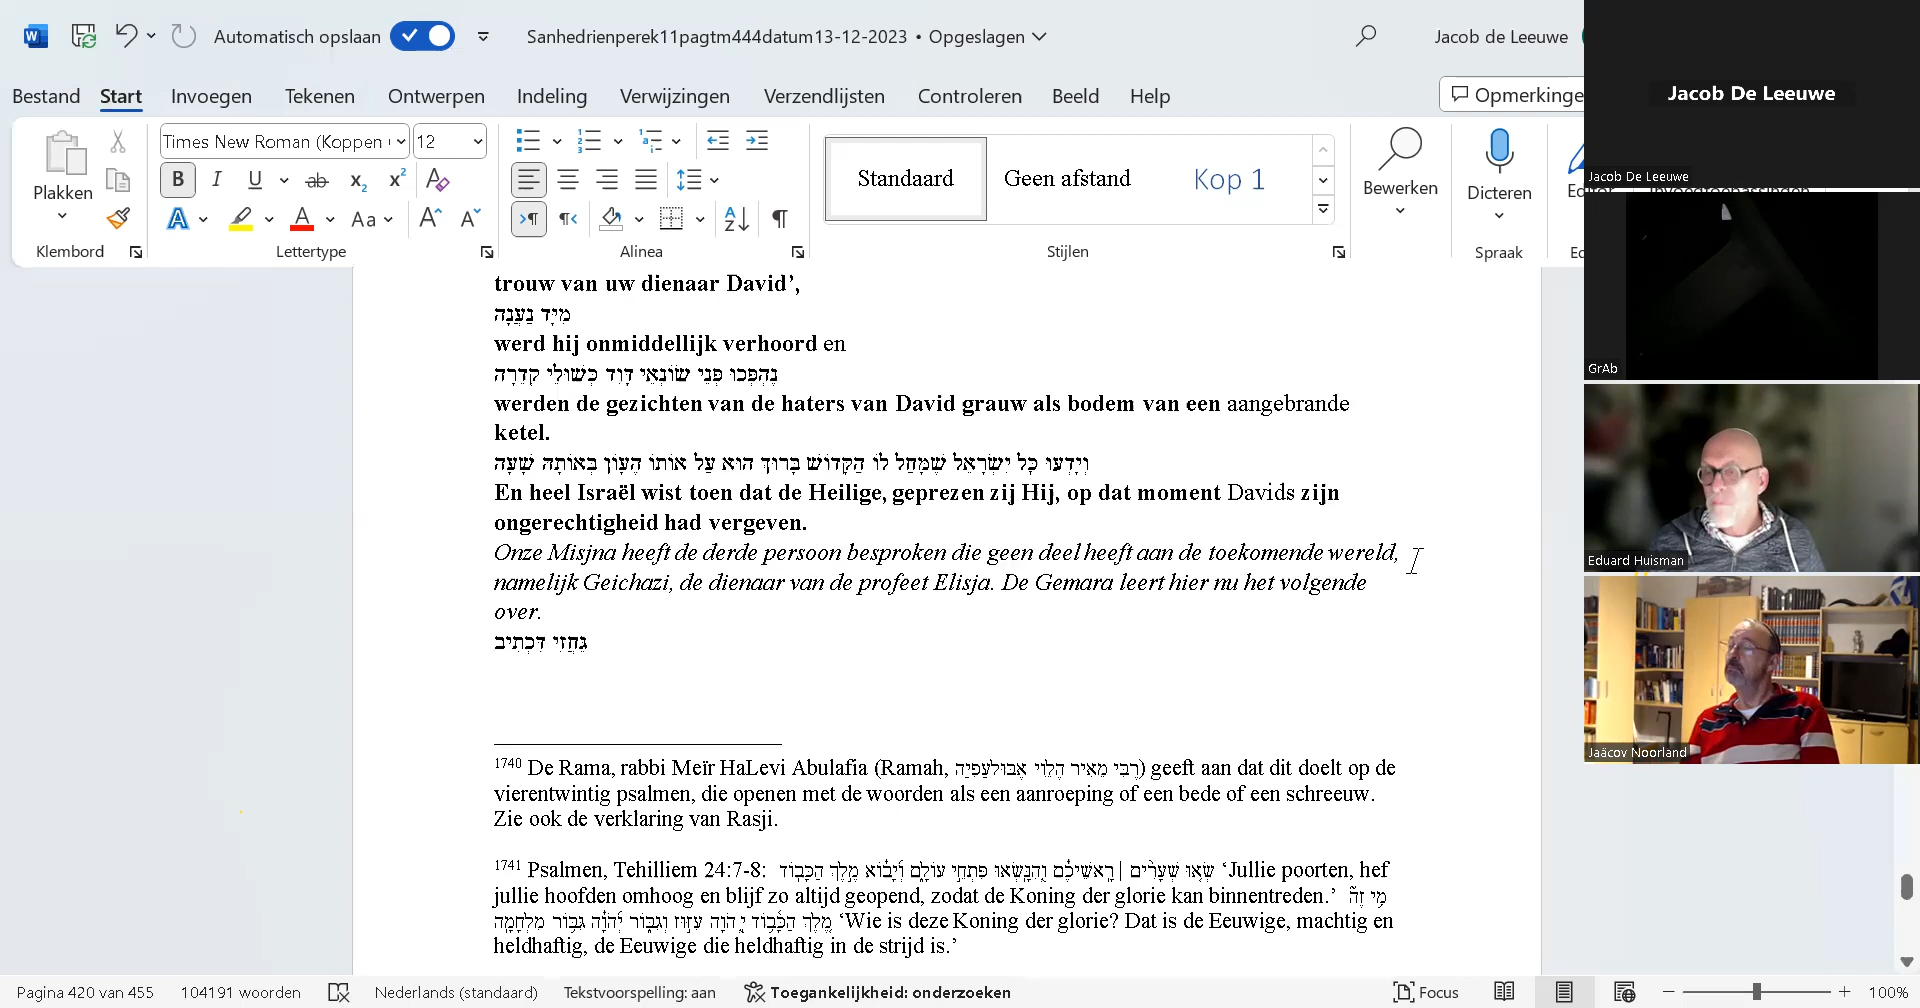 Automatisch opslaan
Sanhedrienperek11pagtm444datum13-12-2023 • Opgeslagen
Jacob de Leeuwe
Bestand Start Invoegen Tekenen Ontwerpen Indeling Verwijzingen Verzendlijsten Controleren Beeld Help
Opmerkinge
Plakken
Klembord
Times New Roman (Koppen
12
Lettertype
Alinea
Standaard
Geen afstand
Kop 1
Stijlen
Bewerken
Dicteren
Spraak
Jacob De Leeuwe
Jacob De Leeuwe
GrAb
Eduard Huisman
Jaäcov Noorland
trouw van uw dienaar David’,
מִיָּד נַעֲנָה
werd hij onmiddellijk verhoord en
נֶהְפְּכוּ פְּנֵי שׂוֹנְאֵי דָּוִד כְּשׁוּלֵי קְדֵרָה
werden de gezichten van de haters van David grauw als bodem van een aangebrande
ketel.
וְיָדְעוּ כָּל יִשְׂרָאֵל שֶׁמָּחַל לוֹ הַקָּדוֹשׁ בָּרוּךְ הוּא עַל אוֹתוֹ הֶעָוֹן בְּאוֹתָהּ שָׁעָה
En heel Israël wist toen dat de Heilige, geprezen zij Hij, op dat moment Davids zijn
ongerechtigheid had vergeven.
Onze Misjna heeft de derde persoon besproken die geen deel heeft aan de toekomende wereld,
namelijk Geichazi, de dienaar van de profeet Elisja. De Gemara leert hier nu het volgende
over.
גֵּחֲזִי דִּכְתִיב
1740 De Rama, rabbi Meïr HaLevi Abulafia (Ramah, רַבִּי מֵאִיר הַלֵּוִי אַבּוּלעַפִיַה) geeft aan dat dit doelt op de
vierentwintig psalmen, die openen met de woorden als een aanroeping of een bede of een schreeuw.
Zie ook de verklaring van Rasji.
1741 Psalmen, Tehilliem 24:7-8: שְׂא֤וּ שְׁעָרִ֨ים ׀ רָֽאשֵׁיכֶ֗ם וְֽ֭הִנָּשְׂאוּ פִּתְחֵ֣י עוֹלָ֑ם וְ֝יָב֗וֹא מֶ֣לֶךְ הַכָּבֽוֹד ‘Jullie poorten, hef
jullie hoofden omhoog en blijf zo altijd geopend, zodat de Koning der glorie kan binnentreden.’ מִ֥י זֶה֮
מֶ֤לֶךְ הַכָּ֫ב֥וֹד יְ֭הֹוָה עִזּ֣וּז וְגִבּ֑וֹר יְ֝הֹוָ֗ה גִּבּ֥וֹר מִלְחָמָֽה ‘Wie is deze Koning der glorie? Dat is de Eeuwige, machtig en
heldhaftig, de Eeuwige die heldhaftig in de strijd is.’
Pagina 420 van 455 104191 woorden Nederlands (standaard) Tekstvoorspelling: aan Toegankelijkheid: onderzoeken Focus 100%